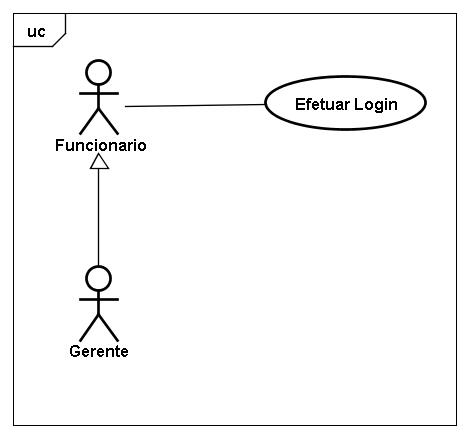 uc
Efetuar Login
Funcionario
Gerente